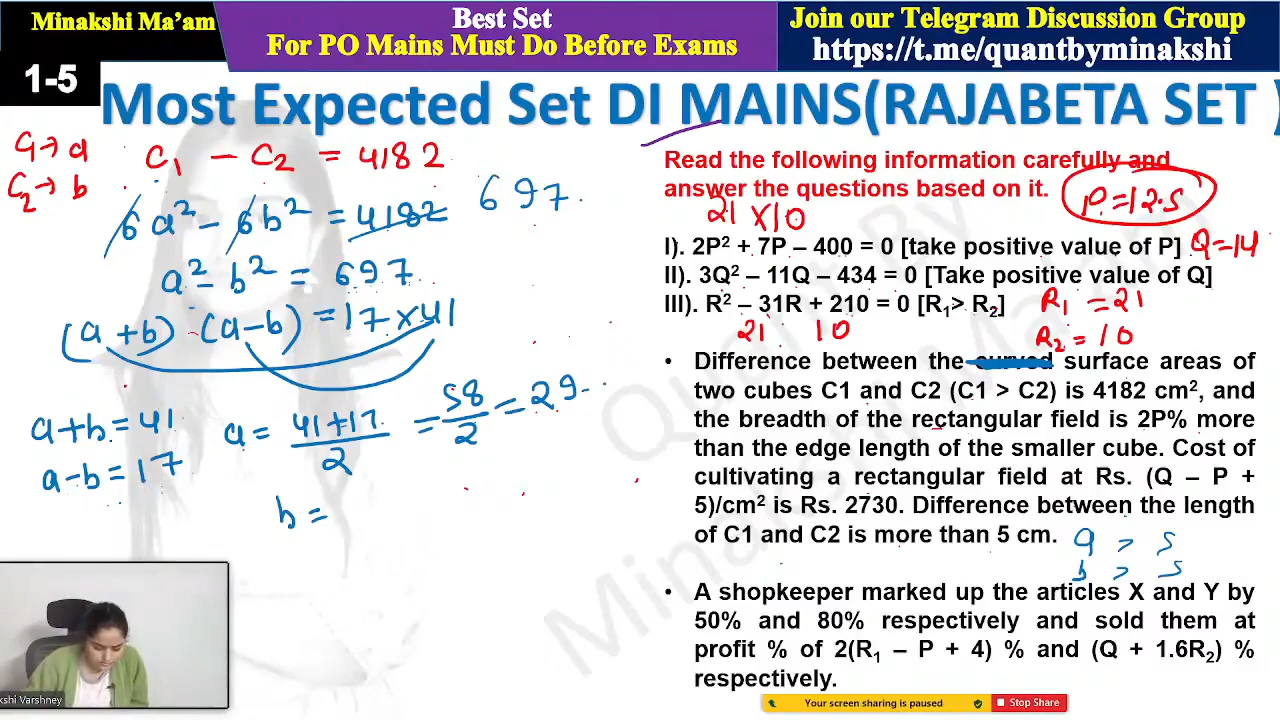 Minakshi Ma'am
Best Set
For PO Mains Must Do Before Exams
Join our Telegram Discussion Group
https://t.me/quantbyminakshi
1-5
Most Expected Set DI MAINS(RAJABETA SET )
C1 → a
C2 → b
C1 - C2 = 4182
6a² - 6b² = 4182 697
a² - b² = 697
(a+b) (a-b) = 17 × 41
a+b = 41
a-b = 17
a = 41+17/2 = 58/2 = 29
b =
Read the following information carefully and
answer the questions based on it.
P=12.5
21 × 10
I). 2P² + 7P – 400 = 0 [take positive value of P] Q=14
II). 3Q² – 11Q – 434 = 0 [Take positive value of Q]
III). R² – 31R + 210 = 0 [R1> R2] R1 = 21
21 10 R2 = 10
• Difference between the curved surface areas of
two cubes C1 and C2 (C1 > C2) is 4182 cm², and
the breadth of the rectangular field is 2P% more
than the edge length of the smaller cube. Cost of
cultivating a rectangular field at Rs. (Q – P +
5)/cm² is Rs. 2730. Difference between the length
of C1 and C2 is more than 5 cm.
a > 5
b > 5
• A shopkeeper marked up the articles X and Y by
50% and 80% respectively and sold them at
profit % of 2(R1 – P + 4) % and (Q + 1.6R2) %
respectively.
kshi Varshney
Your screen sharing is paused
Stop Share